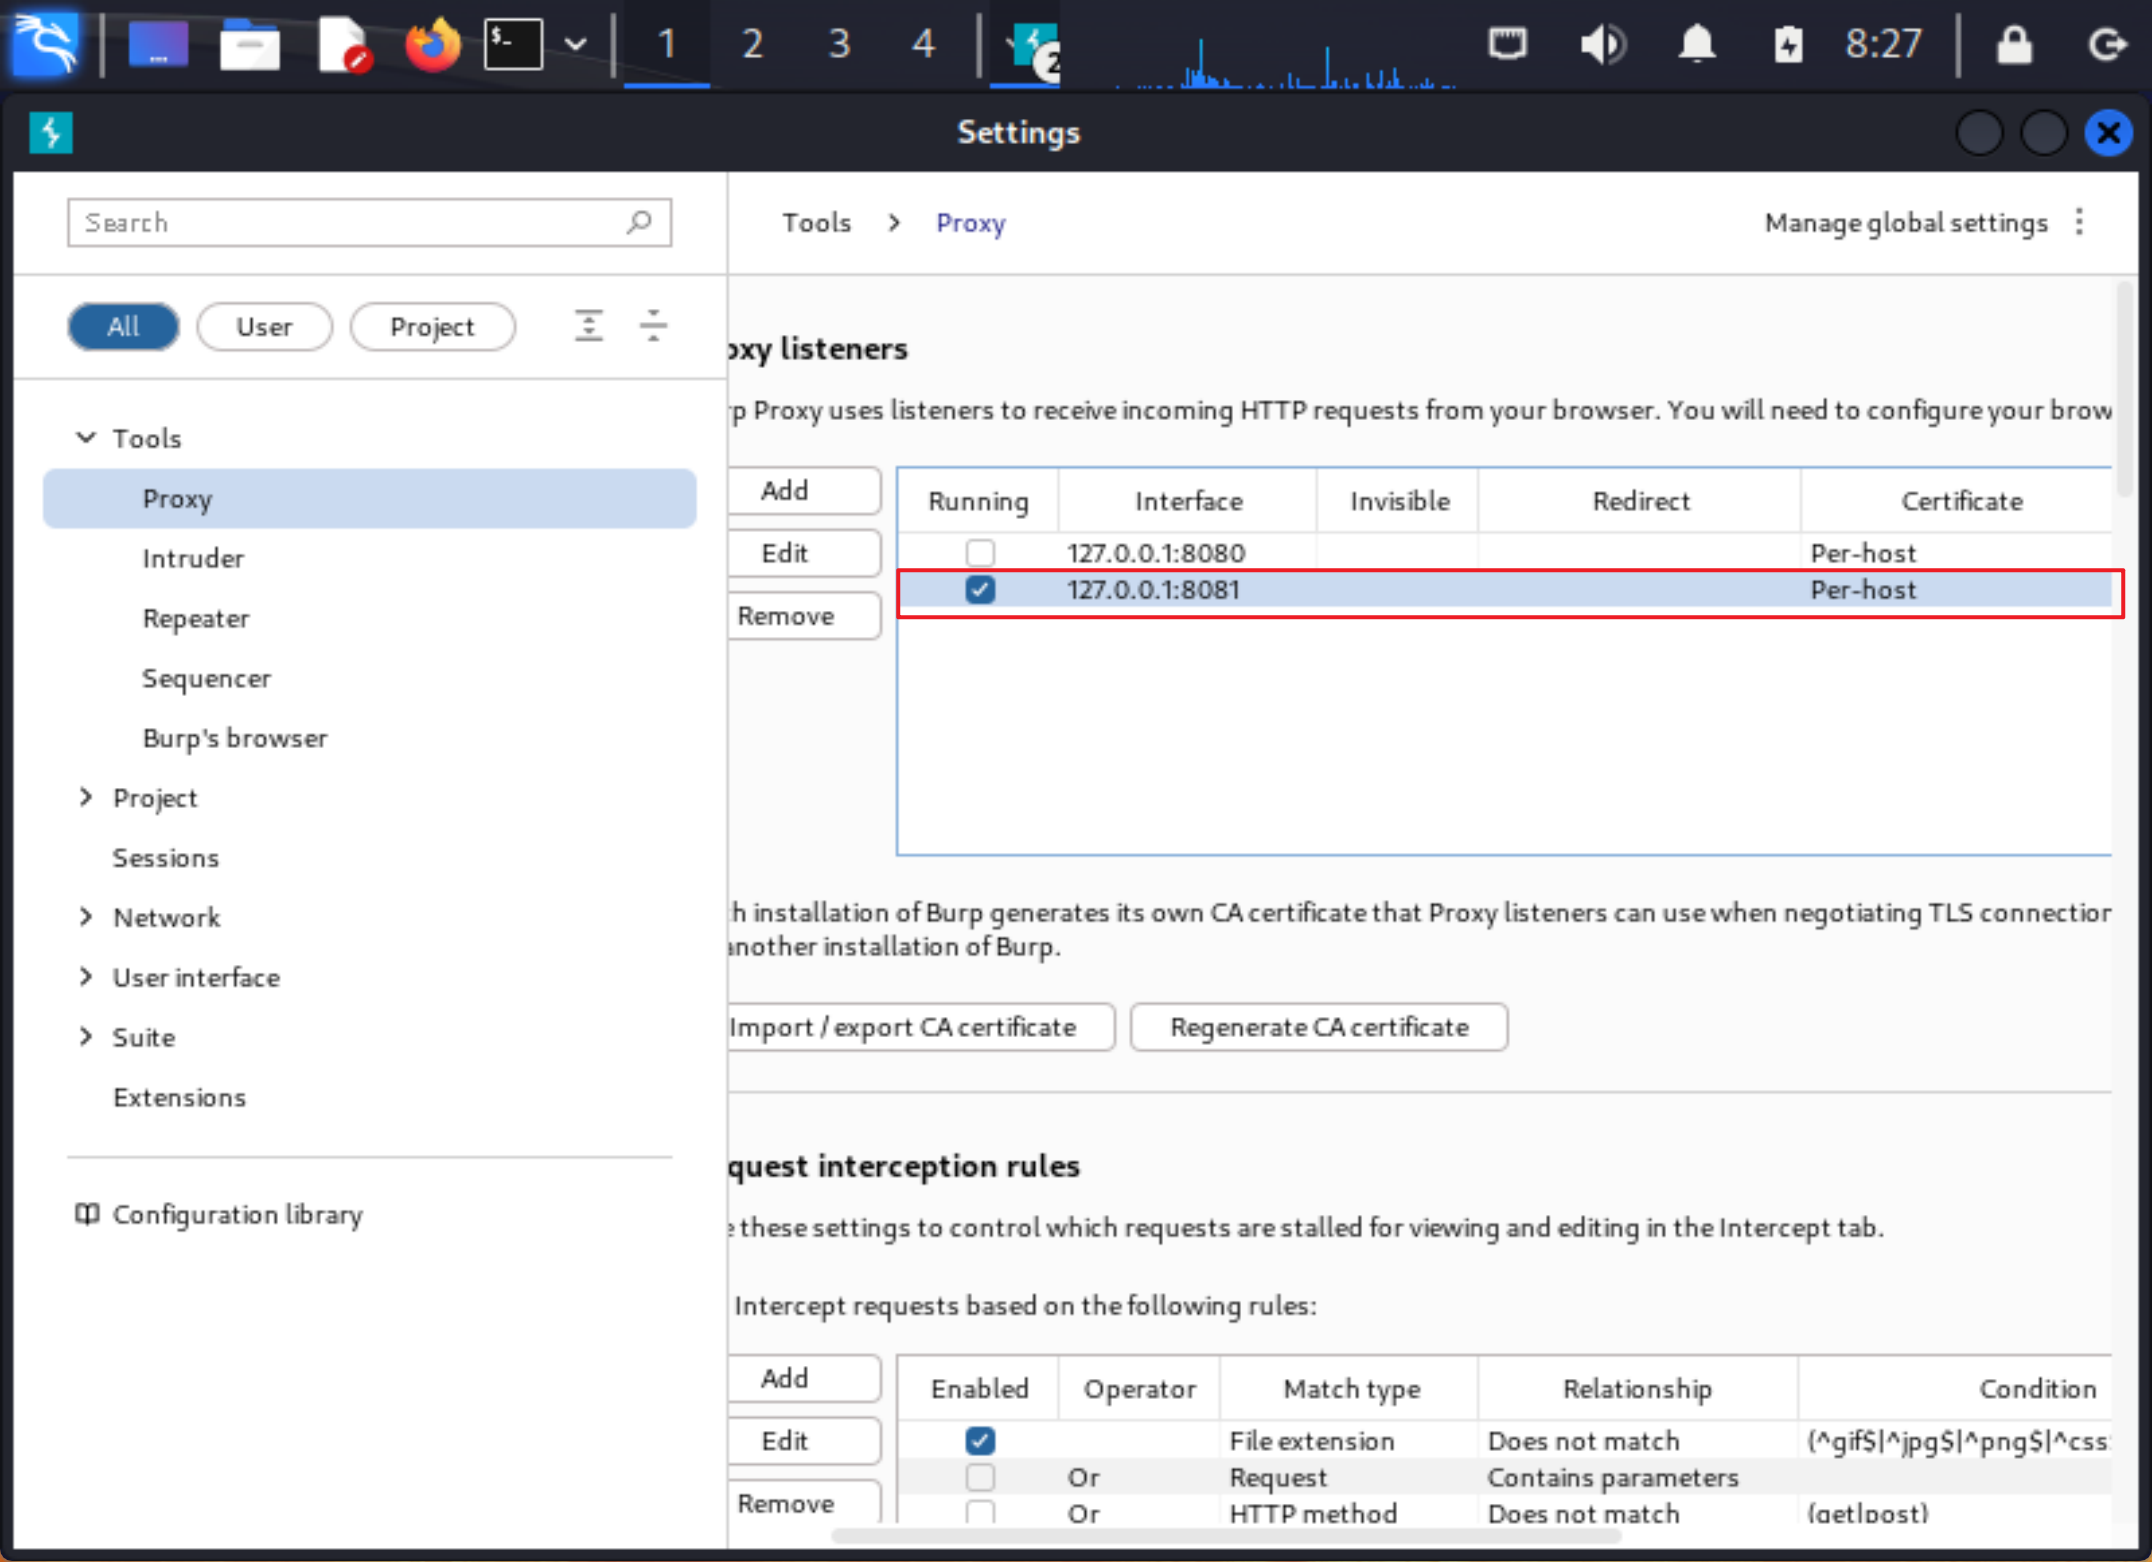 $-
1 2 3 4
2
8:27
Settings
Search
Tools > Proxy
Manage global settings
All User Project
oxy listeners
rp Proxy uses listeners to receive incoming HTTP requests from your browser. You will need to configure your brow
Tools
Proxy
Intruder
Repeater
Sequencer
Burp's browser
Project
Sessions
Network
User interface
Suite
Extensions
Configuration library
Add
Edit
Remove
Running Interface Invisible Redirect Certificate
127.0.0.1:8080 Per-host
127.0.0.1:8081 Per-host
h installation of Burp generates its own CA certificate that Proxy listeners can use when negotiating TLS connection
another installation of Burp.
Import / export CA certificate Regenerate CA certificate
quest interception rules
e these settings to control which requests are stalled for viewing and editing in the Intercept tab.
Intercept requests based on the following rules:
Add
Edit
Remove
Enabled Operator Match type Relationship Condition
File extension Does not match (^gif$|^jpg$|^png$|^css
Or Request Contains parameters
Or HTTP method Does not match (get|post)